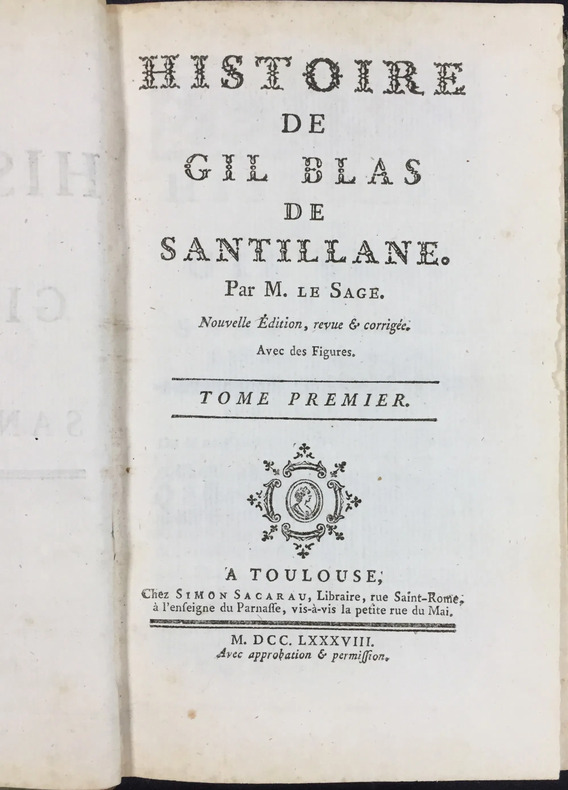 HISTOIRE
DE
GIL BLAS
DE
SANTILLANE.
Par M. LE SAGE.
Nouvelle Édition, revue & corrigée.
Avec des Figures.
TOME PREMIER.
A TOULOUSE,
Chez SIMON SACARAU, Libraire, rue Saint-Rome,
à l'enſeigne du Parnaſſe, vis-à-vis la petite rue du Mai.
M. DCC. LXXXVIII.
Avec approbation & permiſſion.